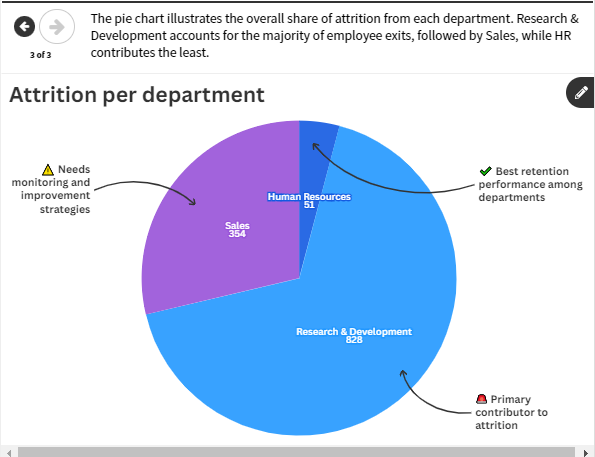 The pie chart illustrates the overall share of attrition from each department. Research &
Development accounts for the majority of employee exits, followed by Sales, while HR
contributes the least.
3 of 3
Attrition per department
⚠️ Needs
monitoring and
improvement
strategies
✔ Best retention
performance among
departments
Human Resources
51
Sales
354
Research & Development
828
🚨 Primary
contributor to
attrition